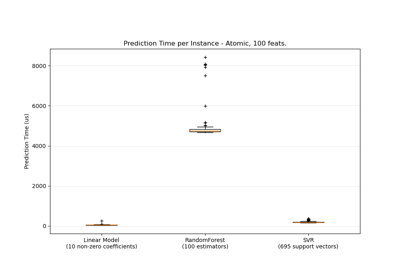 Prediction Time per Instance - Atomic, 100 feats.
Prediction Time (us)
8000
6000
4000
2000
0
Linear Model
(10 non-zero coefficients)
RandomForest
(100 estimators)
SVR
(695 support vectors)